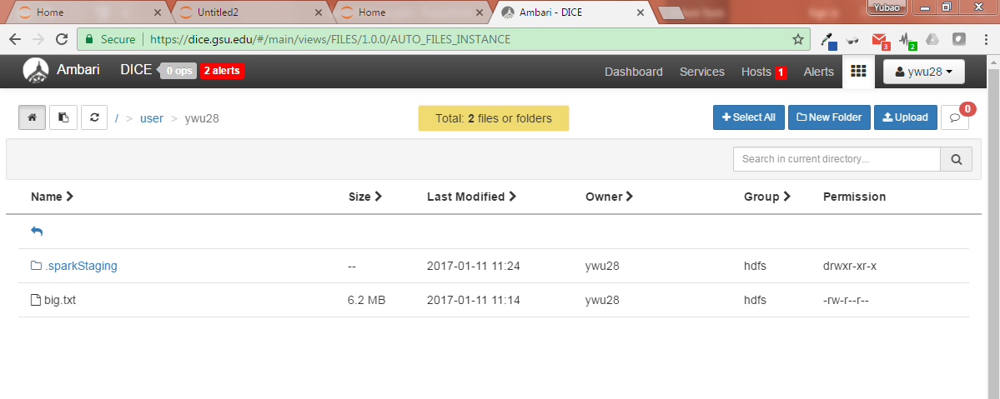 Home Untitled2 Home Ambari - DICE Yubao
Secure https://dice.gsu.edu/#/main/views/FILES/1.0.0/AUTO_FILES_INSTANCE 3 2
Ambari DICE 0 ops 2 alerts Dashboard Services Hosts 1 Alerts ywu28
/ > user > ywu28 Total: 2 files or folders Select All New Folder Upload 0
Search in current directory...
Name Size Last Modified Owner Group Permission
.sparkStaging -- 2017-01-11 11:24 ywu28 hdfs drwxr-xr-x
big.txt 6.2 MB 2017-01-11 11:14 ywu28 hdfs -rw-r--r--